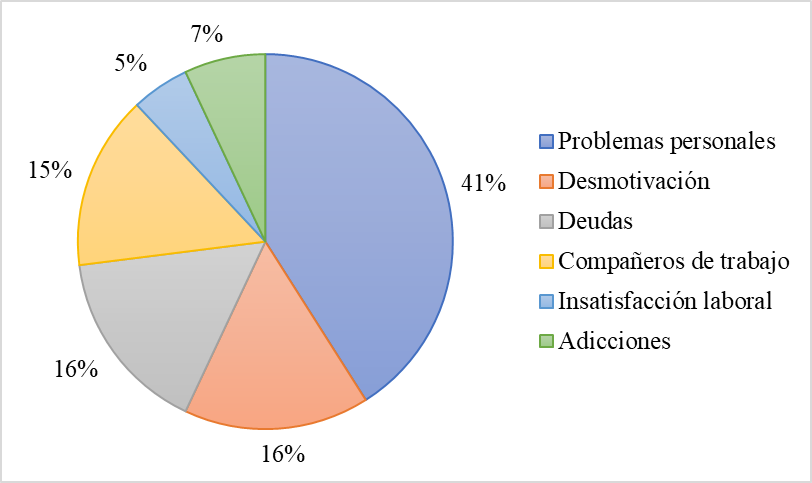 7%
5%
15%
41%
16%
16%
Problemas personales
Desmotivación
Deudas
Compañeros de trabajo
Insatisfacción laboral
Adicciones